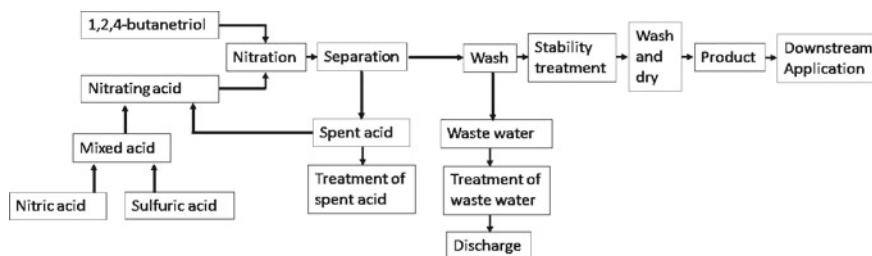 1,2,4-butanetriol
Nitration
Separation
Wash
Stability
treatment
Wash
and
dry
Product
Downstream
Application
Nitrating acid
Spent acid
Waste water
Mixed acid
Treatment of
spent acid
Treatment of
waste water
Nitric acid
Sulfuric acid
Discharge